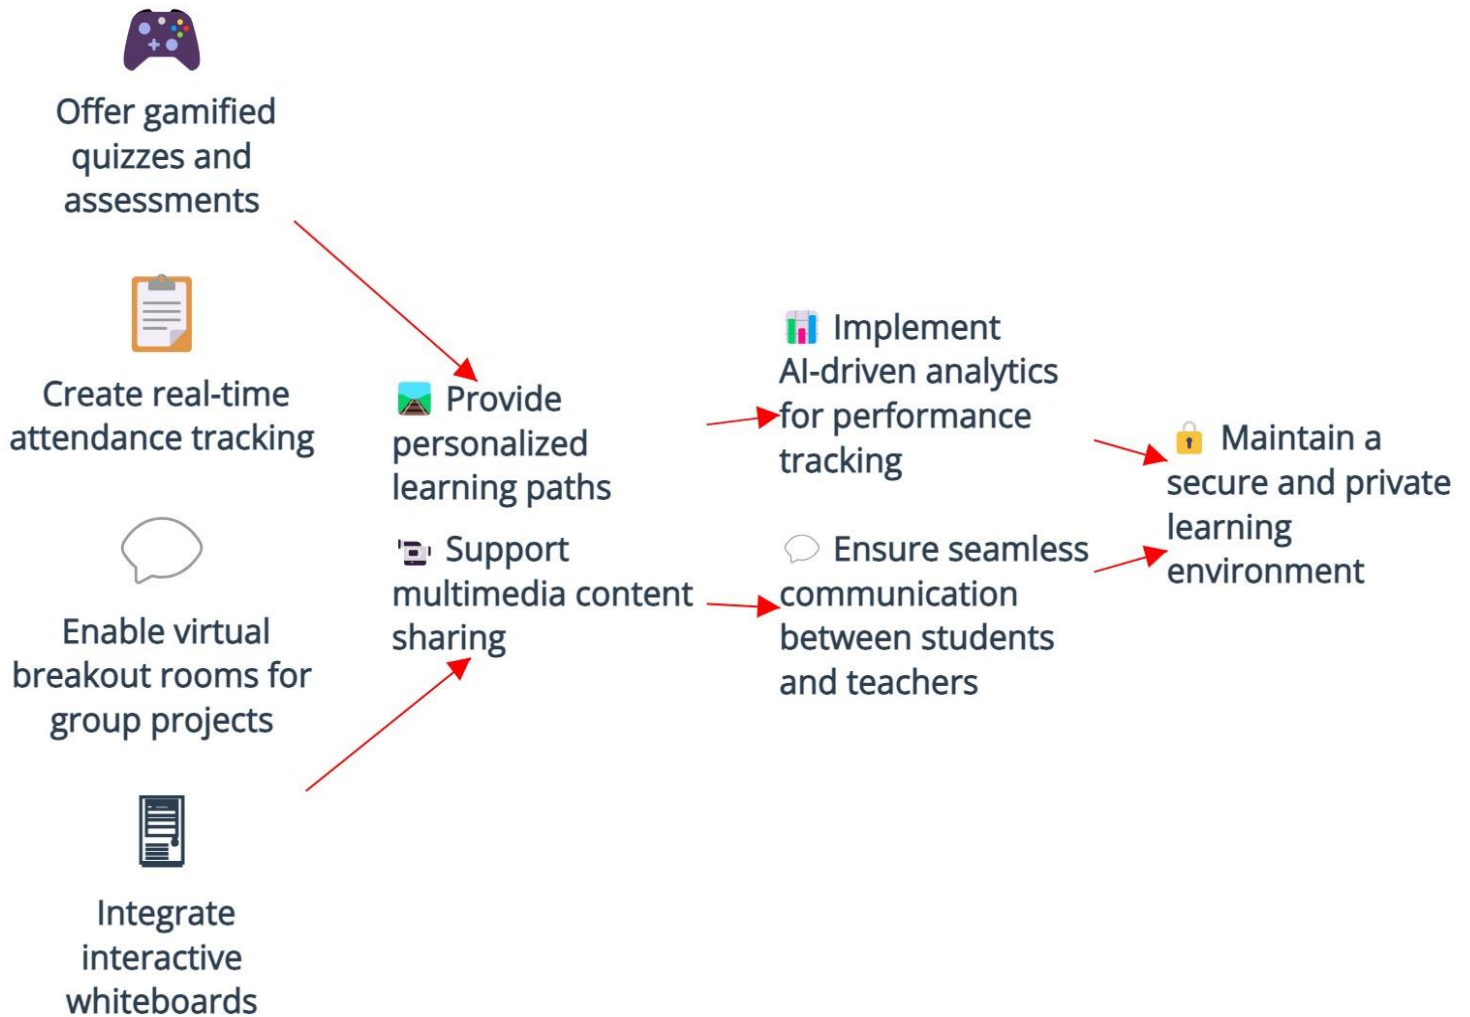 Offer gamified
quizzes and
assessments
Create real-time
attendance tracking
Enable virtual
breakout rooms for
group projects
Integrate
interactive
whiteboards
Provide
personalized
learning paths
Support
multimedia content
sharing
Implement
AI-driven analytics
for performance
tracking
Ensure seamless
communication
between students
and teachers
Maintain a
secure and private
learning
environment